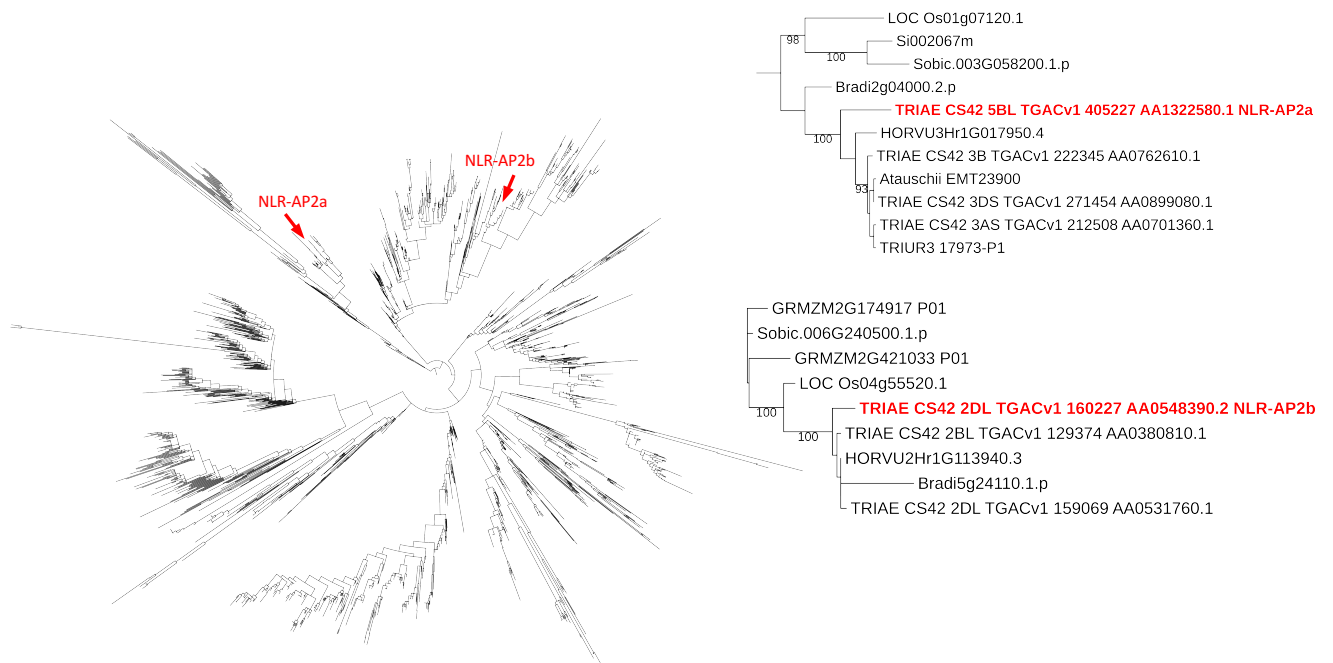 NLR-AP2a
NLR-AP2b
LOC Os01g07120.1
98
Si002067m
100
Sobic.003G058200.1.p
Bradi2g04000.2.p
TRIAE CS42 5BL TGACv1 405227 AA1322580.1 NLR-AP2a
100
HORVU3Hr1G017950.4
TRIAE CS42 3B TGACv1 222345 AA0762610.1
Atauschii EMT23900
93
TRIAE CS42 3DS TGACv1 271454 AA0899080.1
TRIAE CS42 3AS TGACv1 212508 AA0701360.1
TRIUR3 17973-P1
GRMZM2G174917 P01
Sobic.006G240500.1.p
GRMZM2G421033 P01
LOC Os04g55520.1
100
TRIAE CS42 2DL TGACv1 160227 AA0548390.2 NLR-AP2b
100
TRIAE CS42 2BL TGACv1 129374 AA0380810.1
HORVU2Hr1G113940.3
Bradi5g24110.1.p
TRIAE CS42 2DL TGACv1 159069 AA0531760.1